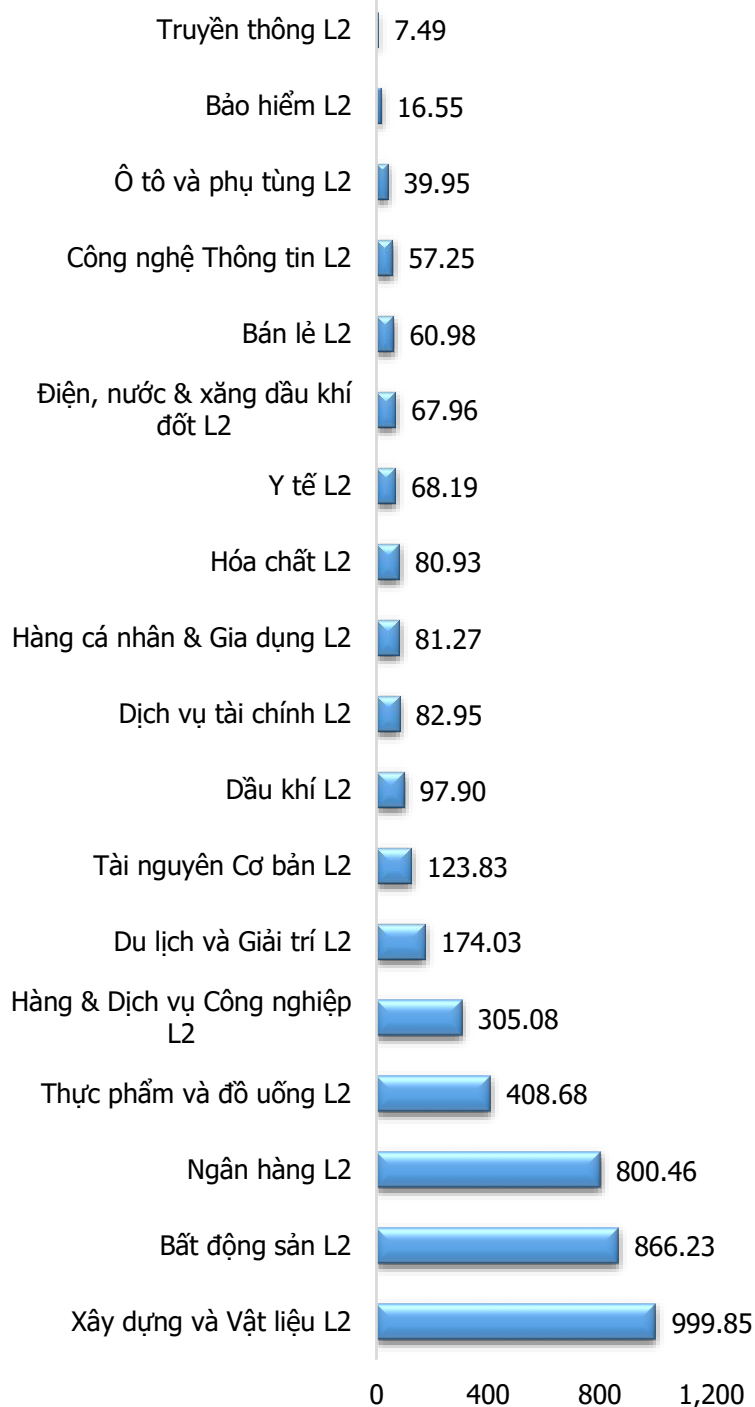 Truyền thông L2 7.49
Bảo hiểm L2 16.55
Ô tô và phụ tùng L2 39.95
Công nghệ Thông tin L2 57.25
Bán lẻ L2 60.98
Điện, nước & xăng dầu khí
đốt L2 67.96
Y tế L2 68.19
Hóa chất L2 80.93
Hàng cá nhân & Gia dụng L2 81.27
Dịch vụ tài chính L2 82.95
Dầu khí L2 97.90
Tài nguyên Cơ bản L2 123.83
Du lịch và Giải trí L2 174.03
Hàng & Dịch vụ Công nghiệp
L2 305.08
Thực phẩm và đồ uống L2 408.68
Ngân hàng L2 800.46
Bất động sản L2 866.23
Xây dựng và Vật liệu L2 999.85
0 400 800 1,200